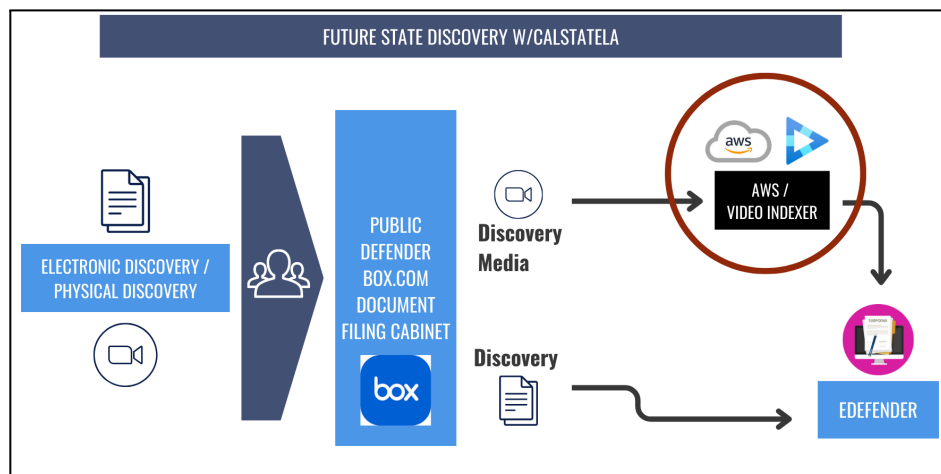 FUTURE STATE DISCOVERY W/CALSTATELA
ELECTRONIC DISCOVERY /
PHYSICAL DISCOVERY
PUBLIC
DEFENDER
BOX.COM
DOCUMENT
FILING CABINET
box
Discovery
Media
Discovery
aws
AWS /
VIDEO INDEXER
EDEFENDER